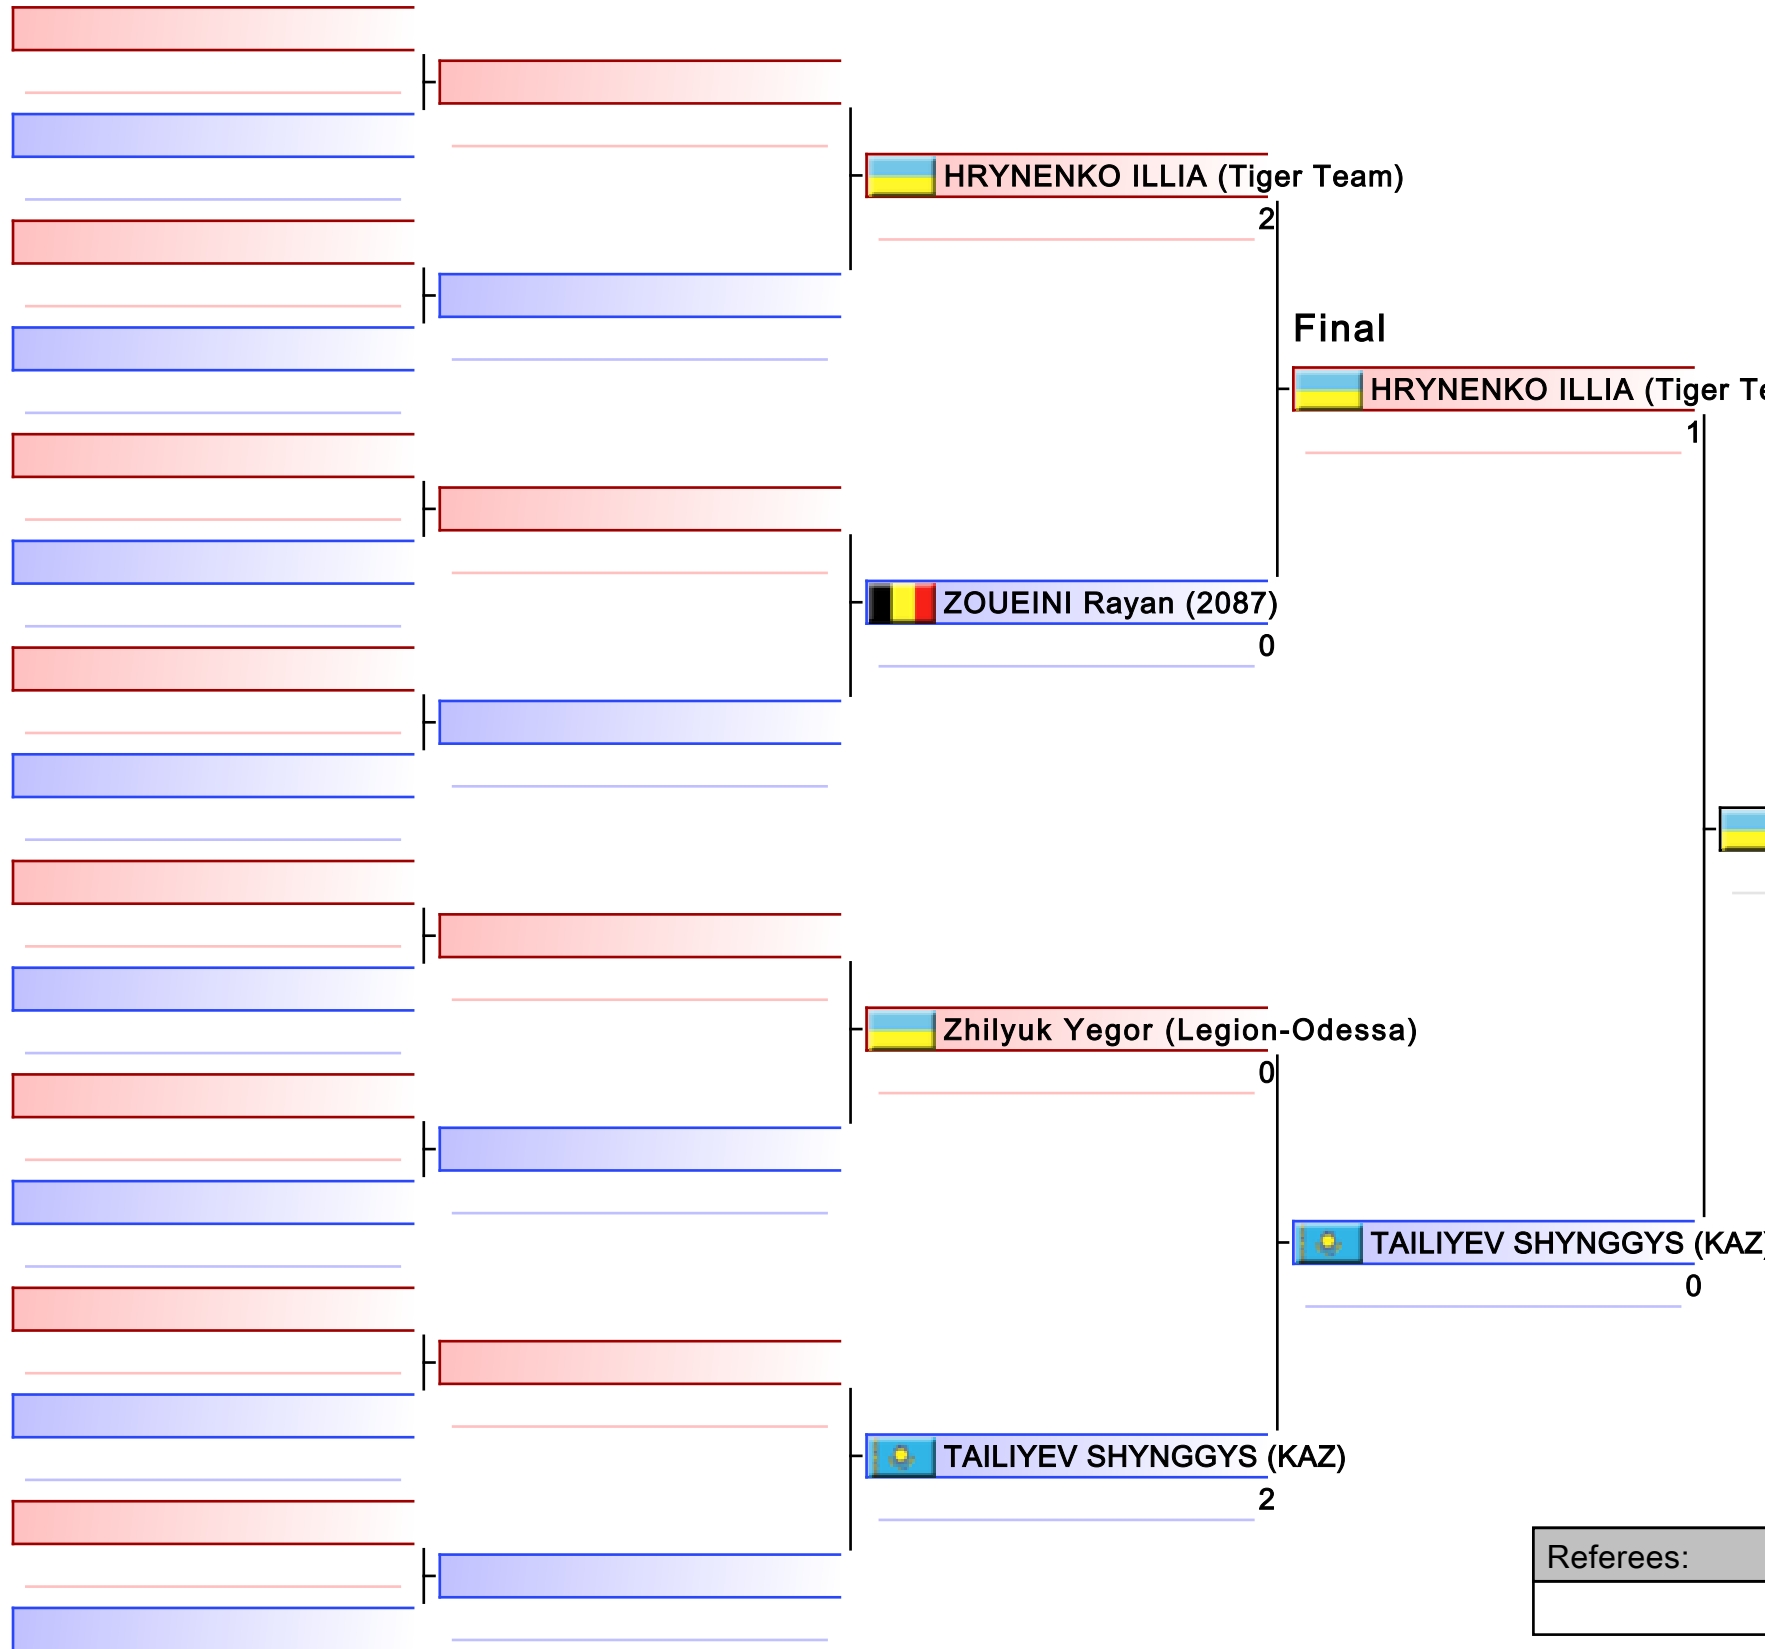 HRYNENKO ILLIA (Tiger Team)
2
Final
HRYNENKO ILLIA (Tiger Te
1
ZOUEINI Rayan (2087)
0
Zhilyuk Yegor (Legion-Odessa)
0
TAILIYEV SHYNGGYS (KAZ)
0
TAILIYEV SHYNGGYS (KAZ)
2
Referees: